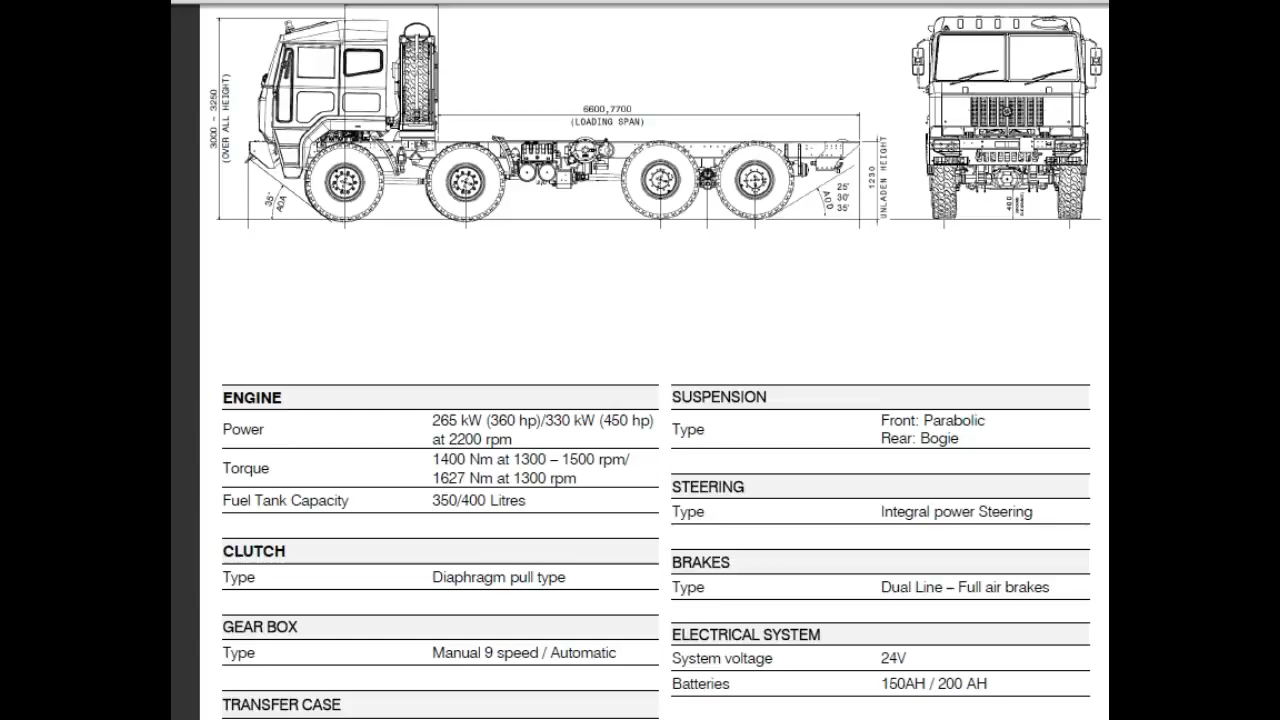 3000 - 3250
(OVER ALL HEIGHT)
6600,7700
(LOADING SPAN)
35°
AOA
25°
30°
35°
AOD
1230
UNLADEN HEIGHT
400
ENGINE
Power 265 kW (360 hp)/330 kW (450 hp)
at 2200 rpm
Torque 1400 Nm at 1300 – 1500 rpm/
1627 Nm at 1300 rpm
Fuel Tank Capacity 350/400 Litres
CLUTCH
Type Diaphragm pull type
GEAR BOX
Type Manual 9 speed / Automatic
TRANSFER CASE
SUSPENSION
Type Front: Parabolic
Rear: Bogie
STEERING
Type Integral power Steering
BRAKES
Type Dual Line – Full air brakes
ELECTRICAL SYSTEM
System voltage 24V
Batteries 150AH / 200 AH